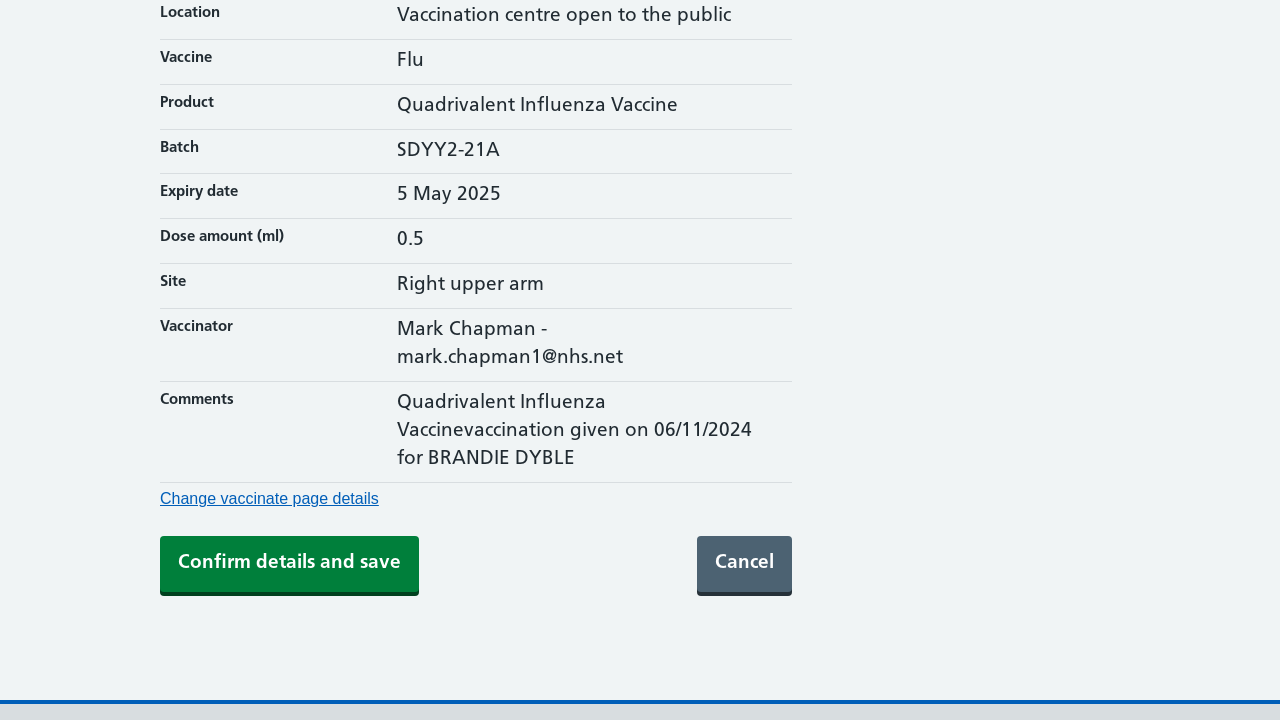 Location Vaccination centre open to the public
Vaccine Flu
Product Quadrivalent Influenza Vaccine
Batch SDYY2-21A
Expiry date 5 May 2025
Dose amount (ml) 0.5
Site Right upper arm
Vaccinator Mark Chapman -
mark.chapman1@nhs.net
Comments Quadrivalent Influenza
Vaccinevaccination given on 06/11/2024
for BRANDIE DYBLE
Change vaccinate page details
Confirm details and save Cancel